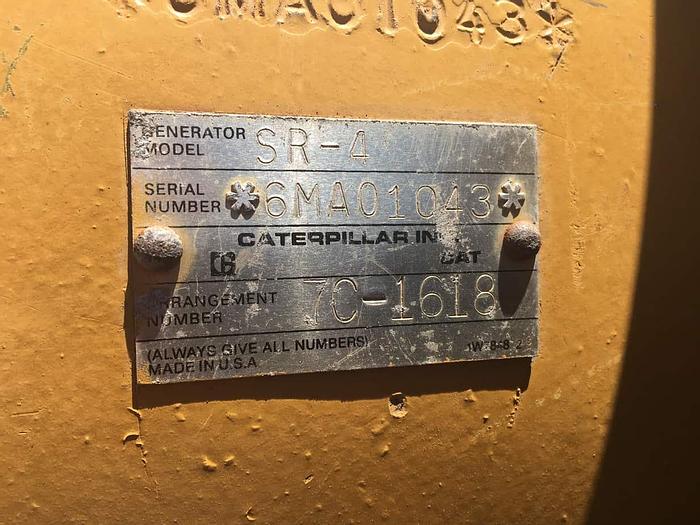 GENERATOR
MODEL SR-4
SERIAL
NUMBER *6MA01043*
CATERPILLAR INC.
CAT
ARRANGEMENT
NUMBER 7C-1618
(ALWAYS GIVE ALL NUMBERS)
MADE IN U.S.A